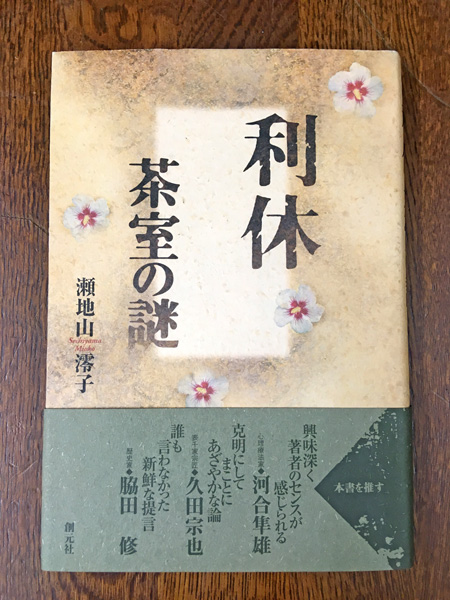 利休
茶室の謎
瀬地山
澪子
Sechiyama
Mioko
本書を推す
興味深く
著者のセンスが
感じられる
心理療法家◆河合隼雄
克明にして
まことに
あざやかな論
表千家宗匠◆久田宗也
誰も
言わなかった
新鮮な提言
歴史家◆脇田 修
創元社